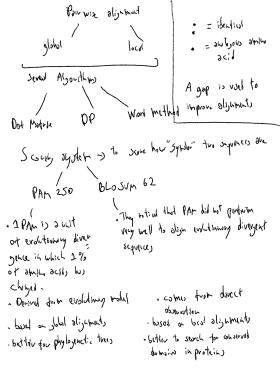 Pairwise alignment
global local
several Algorithms
Dot Matrix DP Word method
: = identical
. = analogous amino
acid
A gap is used to
improve alignments
Scoring system → to score how "similar" two sequences are
PAM 250 BLOSUM 62
• 1 PAM is a unit
of evolutionary diver
gence in which 1%
of amino acids has
changed.
• Derived from evolutionary model
• based on global alignments
• better for phylogenetic trees
• They noticed that PAM did not perform
very well to align evolutionary divergent
sequences
• comes from direct
observation
• based on local alignments
• better to search for conserved
domains in proteins